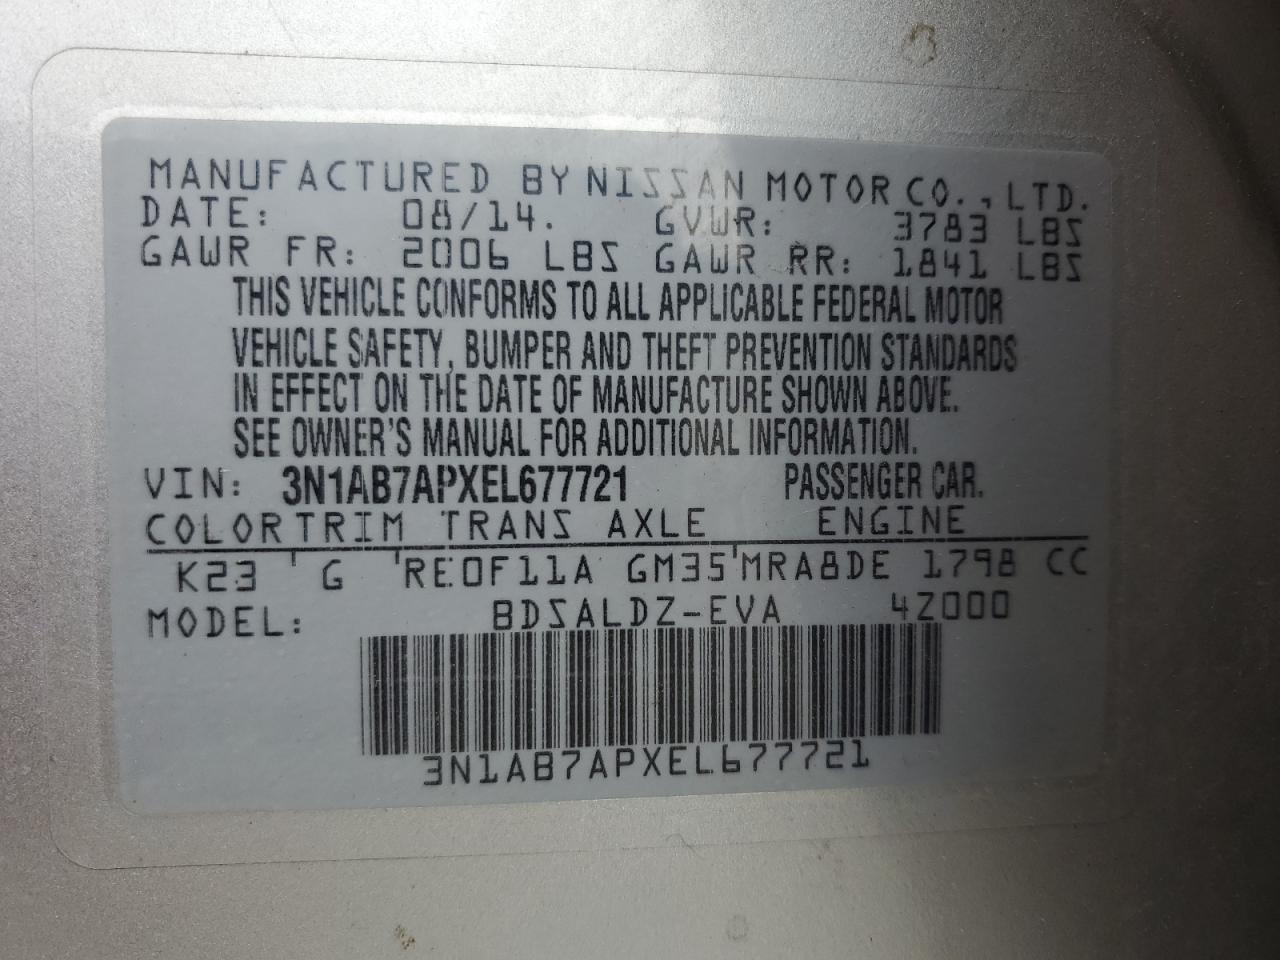 MANUFACTURED BY NISSAN MOTOR CO., LTD.
DATE: 08/14. GVWR: 3783 LBS
GAWR FR: 2006 LBS GAWR RR: 1841 LBS
THIS VEHICLE CONFORMS TO ALL APPLICABLE FEDERAL MOTOR
VEHICLE SAFETY, BUMPER AND THEFT PREVENTION STANDARDS
IN EFFECT ON THE DATE OF MANUFACTURE SHOWN ABOVE.
SEE OWNER'S MANUAL FOR ADDITIONAL INFORMATION.
VIN: 3N1AB7APXEL677721 PASSENGER CAR.
COLOR TRIM TRANS AXLE ENGINE
K23 ' G ' RE0F11A GM35 ' MRA8DE 1798 CC
MODEL: BDSALDZ-EVA 4Z000
3N1AB7APXEL677721